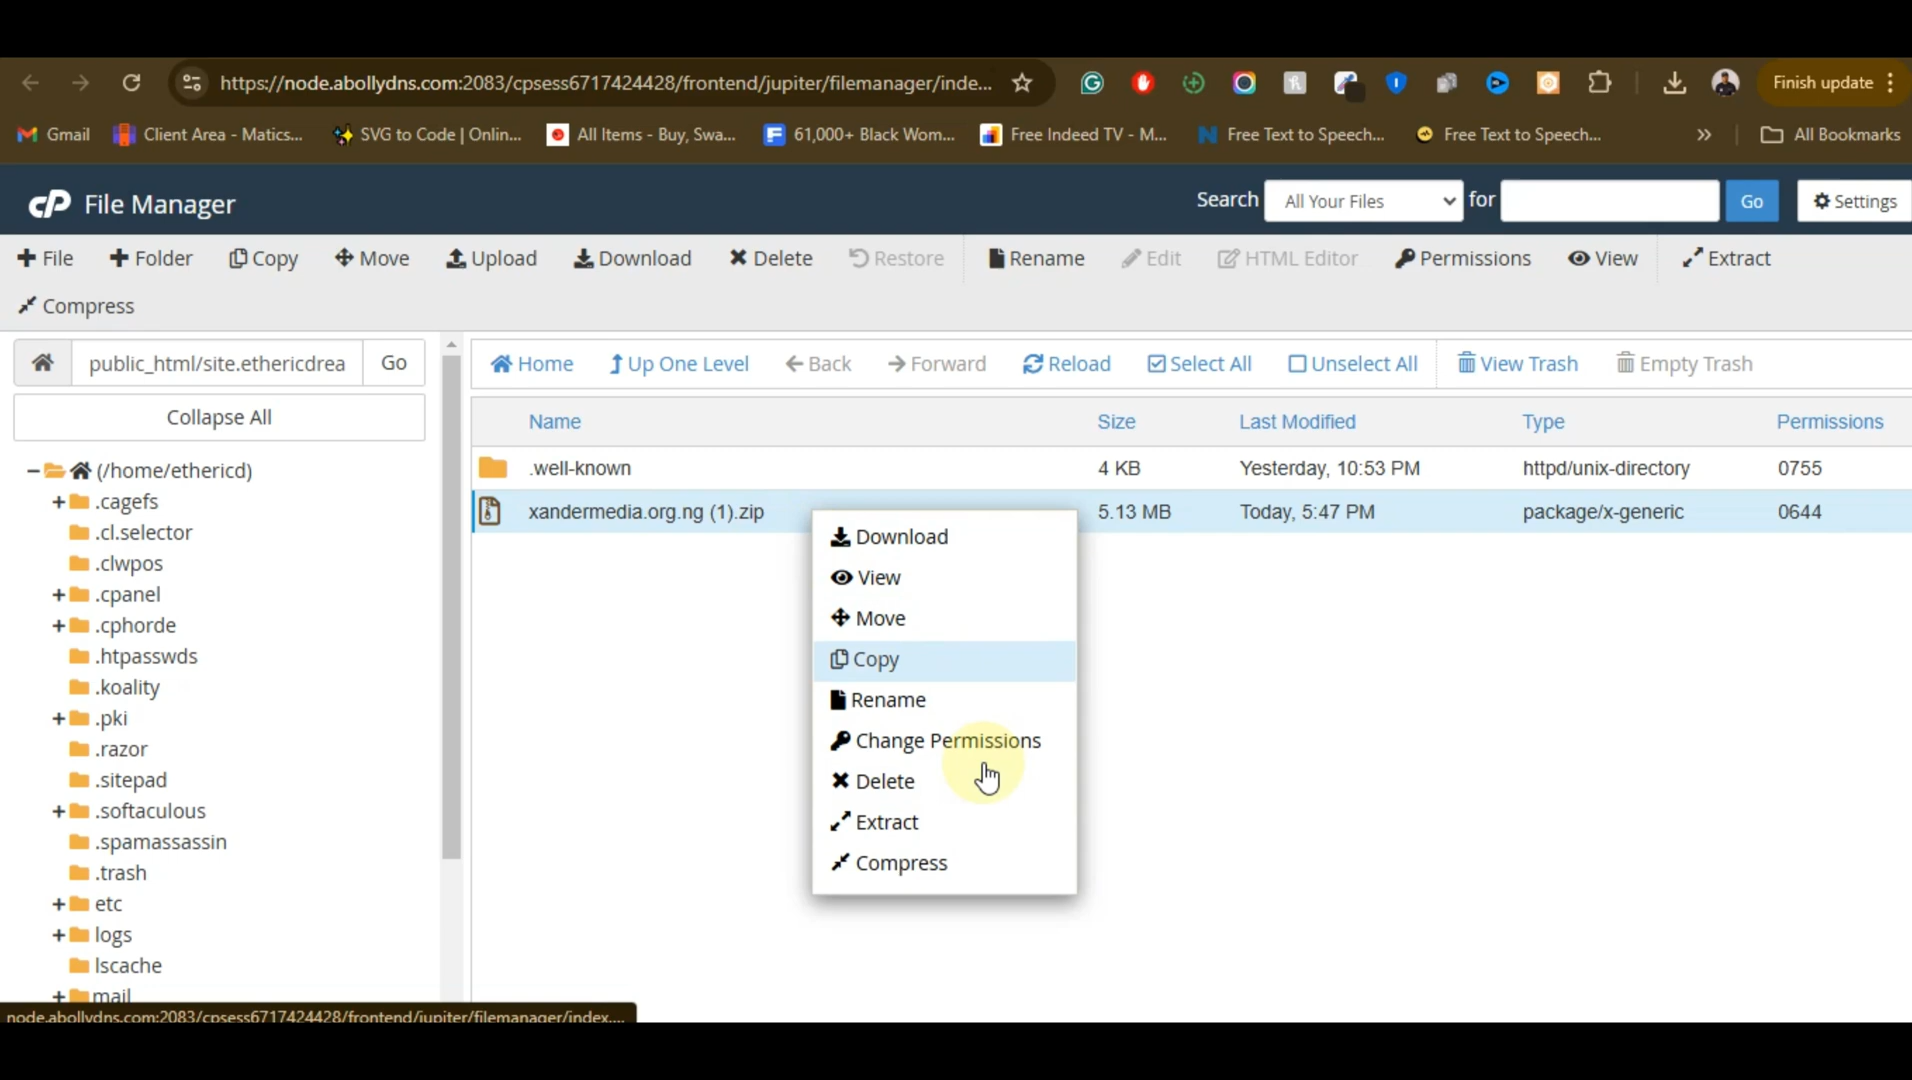 https://node.abollydns.com:2083/cpsess6717424428/frontend/jupiter/filemanager/inde...
Finish update
Gmail
Client Area - Matics...
SVG to Code | Onlin...
All Items - Buy, Swa...
61,000+ Black Wom...
Free Indeed TV - M...
Free Text to Speech...
Free Text to Speech...
»
All Bookmarks
cP File Manager
Search
All Your Files
for
Go
Settings
File
Folder
Copy
Move
Upload
Download
Delete
Restore
Rename
Edit
HTML Editor
Permissions
View
Extract
Compress
public_html/site.ethericdrea
Go
Home
Up One Level
Back
Forward
Reload
Select All
Unselect All
View Trash
Empty Trash
Collapse All
Name Size Last Modified Type Permissions
.well-known 4 KB Yesterday, 10:53 PM httpd/unix-directory 0755
xandermedia.org.ng (1).zip 5.13 MB Today, 5:47 PM package/x-generic 0644
Download
View
Move
Copy
Rename
Change Permissions
Delete
Extract
Compress
(/home/ethericd)
.cagefs
.cl.selector
.clwpos
.cpanel
.cphorde
.htpasswds
.koality
.pki
.razor
.sitepad
.softaculous
.spamassassin
.trash
etc
logs
lscache
mail
node.abollydns.com:2083/cpsess6717424428/frontend/jupiter/filemanager/index....